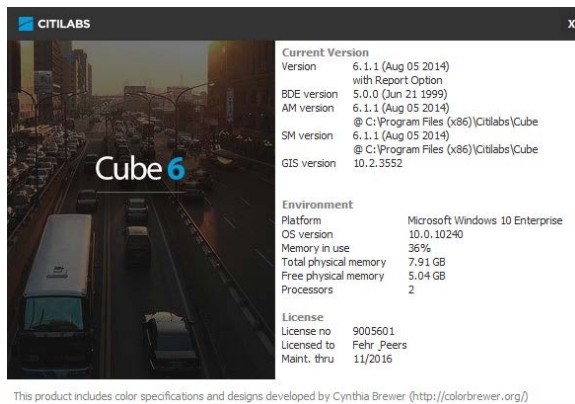 CITILABS
X
Cube 6
Current Version
Version 6.1.1 (Aug 05 2014)
with Report Option
BDE version 5.0.0 (Jun 21 1999)
AM version 6.1.1 (Aug 05 2014)
@ C:\Program Files (x86)\Citilabs\Cube
SM version 6.1.1 (Aug 05 2014)
@ C:\Program Files (x86)\Citilabs\Cube
GIS version 10.2.3552
Environment
Platform Microsoft Windows 10 Enterprise
OS version 10.0.10240
Memory in use 36%
Total physical memory 7.91 GB
Free physical memory 5.04 GB
Processors 2
License
License no 9005601
Licensed to Fehr_Peers
Maint. thru 11/2016
This product includes color specifications and designs developed by Cynthia Brewer (http://colorbrewer.org/)